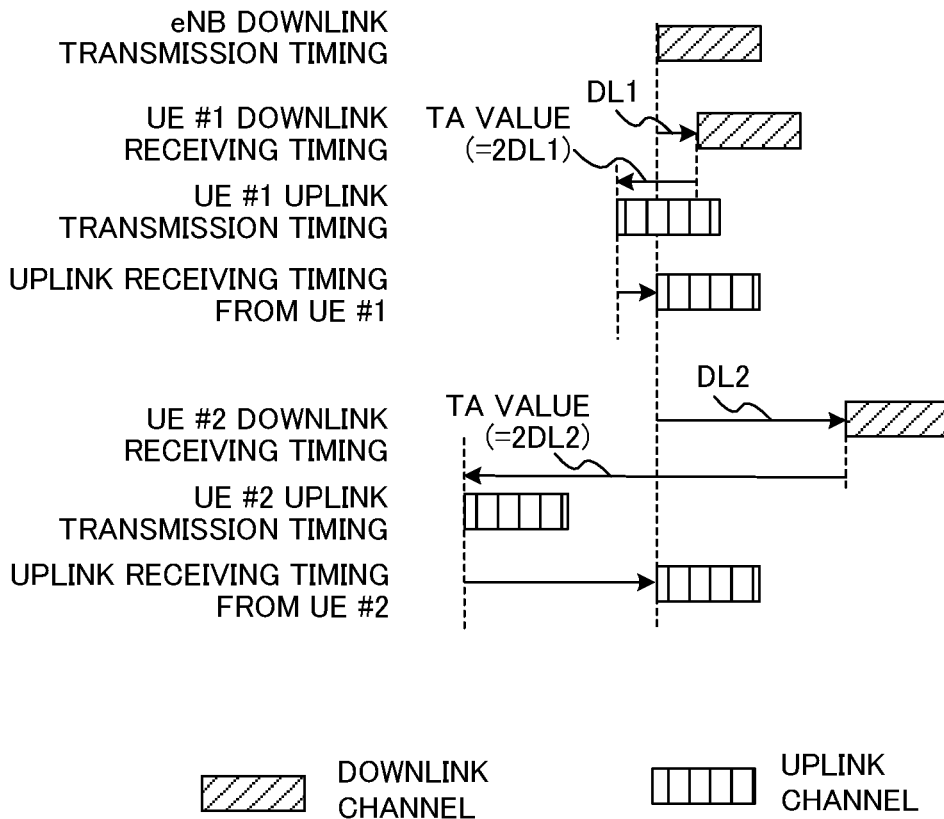 eNB DOWNLINK
TRANSMISSION TIMING
DL1
UE #1 DOWNLINK
RECEIVING TIMING
TA VALUE
(=2DL1)
UE #1 UPLINK
TRANSMISSION TIMING
UPLINK RECEIVING TIMING
FROM UE #1
DL2
UE #2 DOWNLINK
RECEIVING TIMING
TA VALUE
(=2DL2)
UE #2 UPLINK
TRANSMISSION TIMING
UPLINK RECEIVING TIMING
FROM UE #2
DOWNLINK
CHANNEL
UPLINK
CHANNEL